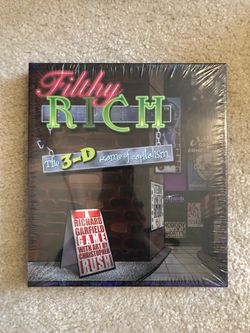 Filthy
RICH
The 3-D Game of Capitalism
A
RICHARD
GARFIELD
GAME
WITH ART BY
CHRISTOPHER
RUSH